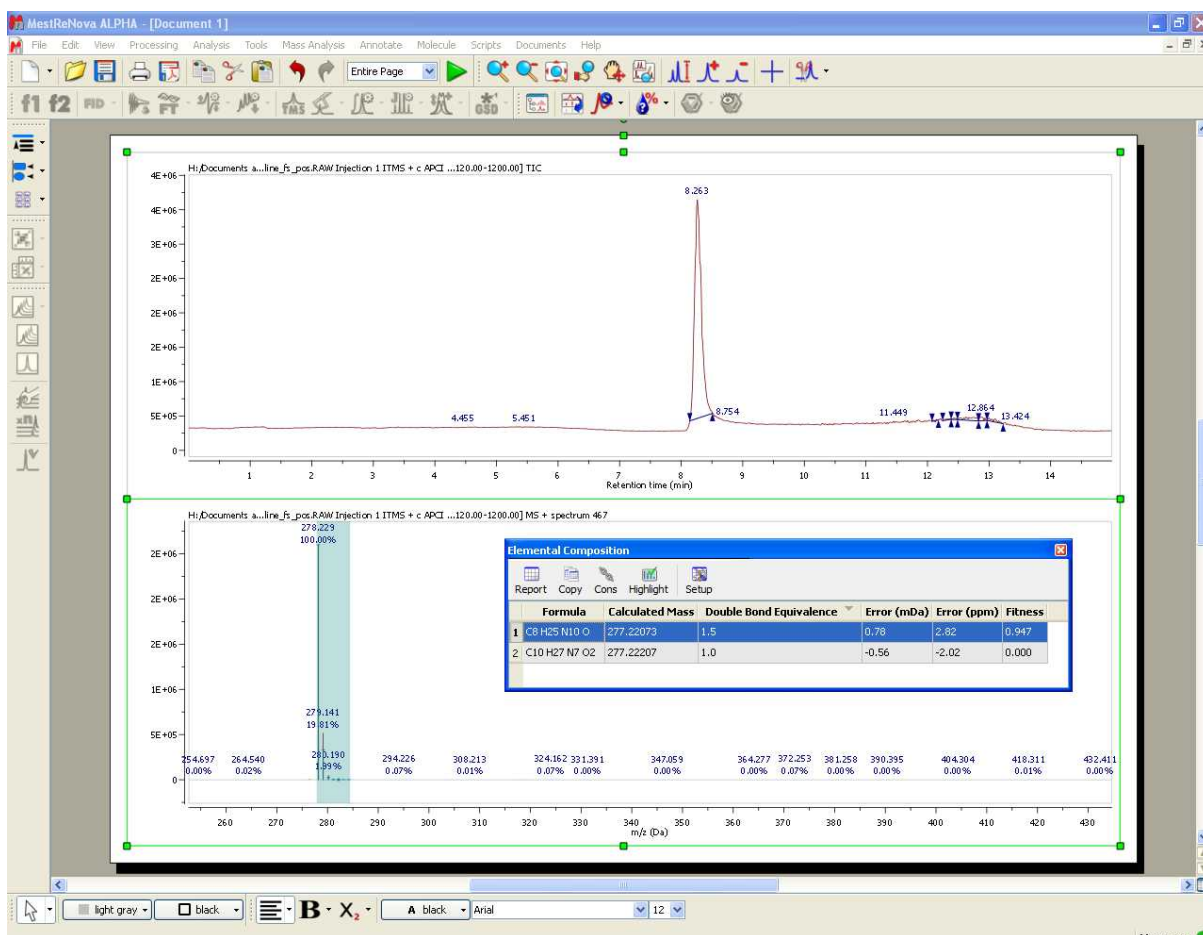 MestReNova ALPHA - [Document 1]
File Edit View Processing Analysis Tools Mass Analysis Annotate Molecule Scripts Documents Help
Entire Page
f1 f2 FID FT TMS GSD
H:/Documents a...line_fs_pos.RAW Injection 1 ITMS + c APCI ...120.00-1200.00] TIC
4E+06
4E+06
3E+06
2E+06
2E+06
2E+06
1E+06
5E+05
0
8.263
4.455 5.451 8.754 11.449 12.864 13.424
1 2 3 4 5 6 7 8 9 10 11 12 13 14
Retention time (min)
H:/Documents a...line_fs_pos.RAW Injection 1 ITMS + c APCI ...120.00-1200.00] MS + spectrum 467
278.229
100.00%
2E+06
2E+06
2E+06
1E+06
5E+05
0
279.141
19.81%
254.697 264.540 280.190 294.226 308.213 324.162 331.391 347.059 364.277 372.253 381.258 390.395 404.304 418.311 432.411
0.00% 0.02% 1.99% 0.07% 0.01% 0.07% 0.00% 0.00% 0.00% 0.07% 0.00% 0.00% 0.00% 0.01% 0.00%
260 270 280 290 300 310 320 330 340 350 360 370 380 390 400 410 420 430
m/z (Da)
Elemental Composition
Report Copy Cons Highlight Setup
Formula Calculated Mass Double Bond Equivalence Error (mDa) Error (ppm) Fitness
1 C8 H25 N10 O 277.22073 1.5 0.78 2.82 0.947
2 C10 H27 N7 O2 277.22207 1.0 -0.56 -2.02 0.000
light gray black B X₂ A black Arial 12